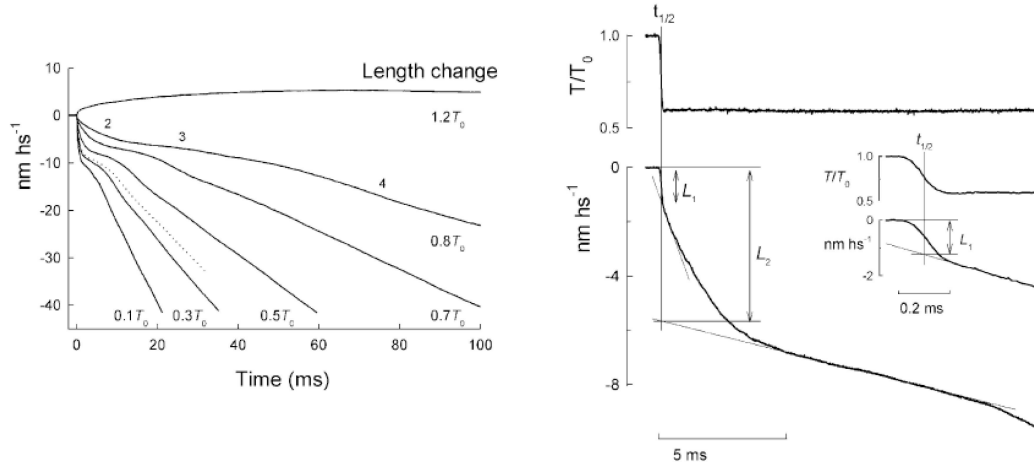 Length change
nm hs⁻¹
10
0
-10
-20
-30
-40
2
3
4
1.2T₀
0.8T₀
0.7T₀
0.5T₀
0.3T₀
0.1T₀
0 20 40 60 80 100
Time (ms)
t₁/₂
T/T₀
1.0
0.5
nm hs⁻¹
0
-4
-8
L₁
L₂
5 ms
t₁/₂
T/T₀
1.0
0.5
nm hs⁻¹
0
-2
L₁
0.2 ms